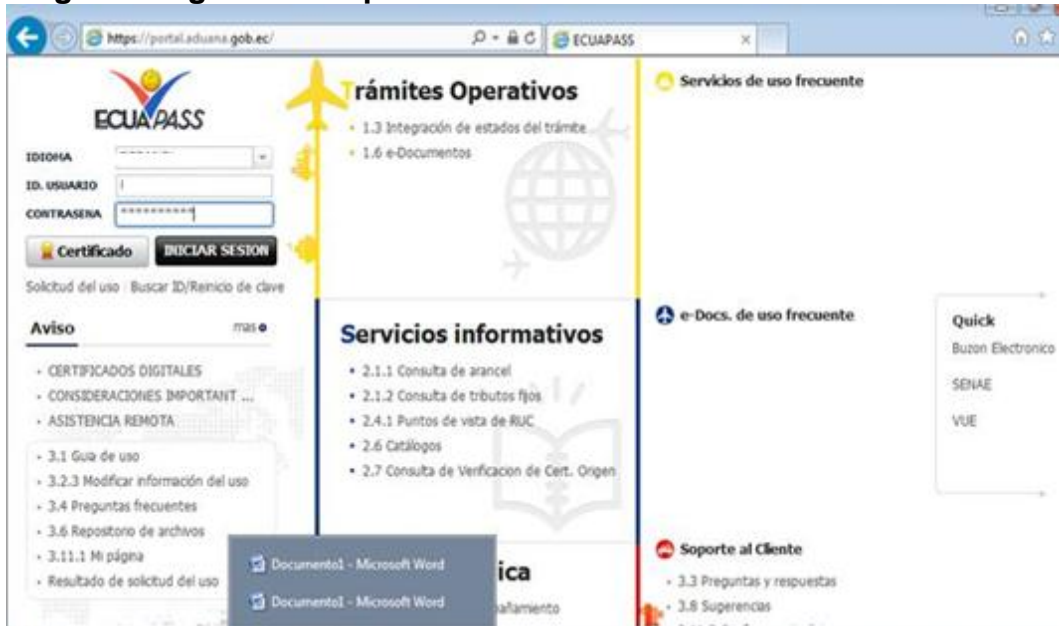 https://portal.aduana.gob.ec/
ECUAPASS
ECUAPASS
IDIOMA
ID. USUARIO
CONTRASENA
**********
Certificado
INICIAR SESION
Solicitud del uso
Buscar ID/Reinicio de clave
Aviso
mas
CERTIFICADOS DIGITALES
CONSIDERACIONES IMPORTANT ...
ASISTENCIA REMOTA
3.1 Guia de uso
3.2.3 Modificar información del uso
3.4 Preguntas frecuentes
3.6 Repositorio de archivos
3.11.1 Mi página
Resultado de solicitud del uso
Trámites Operativos
1.3 Integración de estados del trámite
1.6 e-Documentos
Servicios informativos
2.1.1 Consulta de arancel
2.1.2 Consulta de tributos fijos
2.4.1 Puntos de vista de RUC
2.6 Catálogos
2.7 Consulta de Verificacion de Cert. Origen
Documento1 - Microsoft Word
Documento1 - Microsoft Word
ica
añamiento
Servicios de uso frecuente
e-Docs. de uso frecuente
Soporte al Cliente
3.3 Preguntas y respuestas
3.8 Sugerencias
Quick
Buzon Electronico
SENAE
VUE